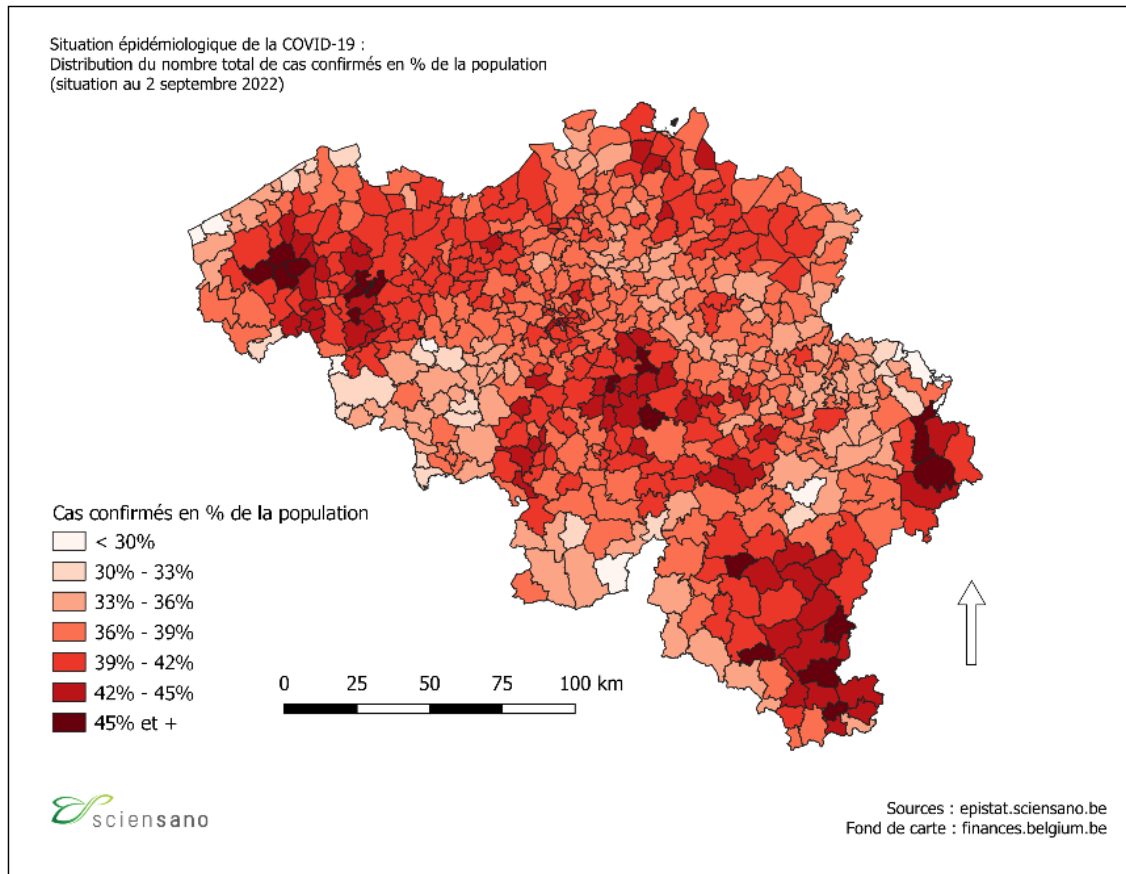 Situation épidémiologique de la COVID-19 :
Distribution du nombre total de cas confirmés en % de la population
(situation au 2 septembre 2022)
Cas confirmés en % de la population
< 30%
30% - 33%
33% - 36%
36% - 39%
39% - 42%
42% - 45%
45% et +
0 25 50 75 100 km
sciensano
Sources : epistat.sciensano.be
Fond de carte : finances.belgium.be